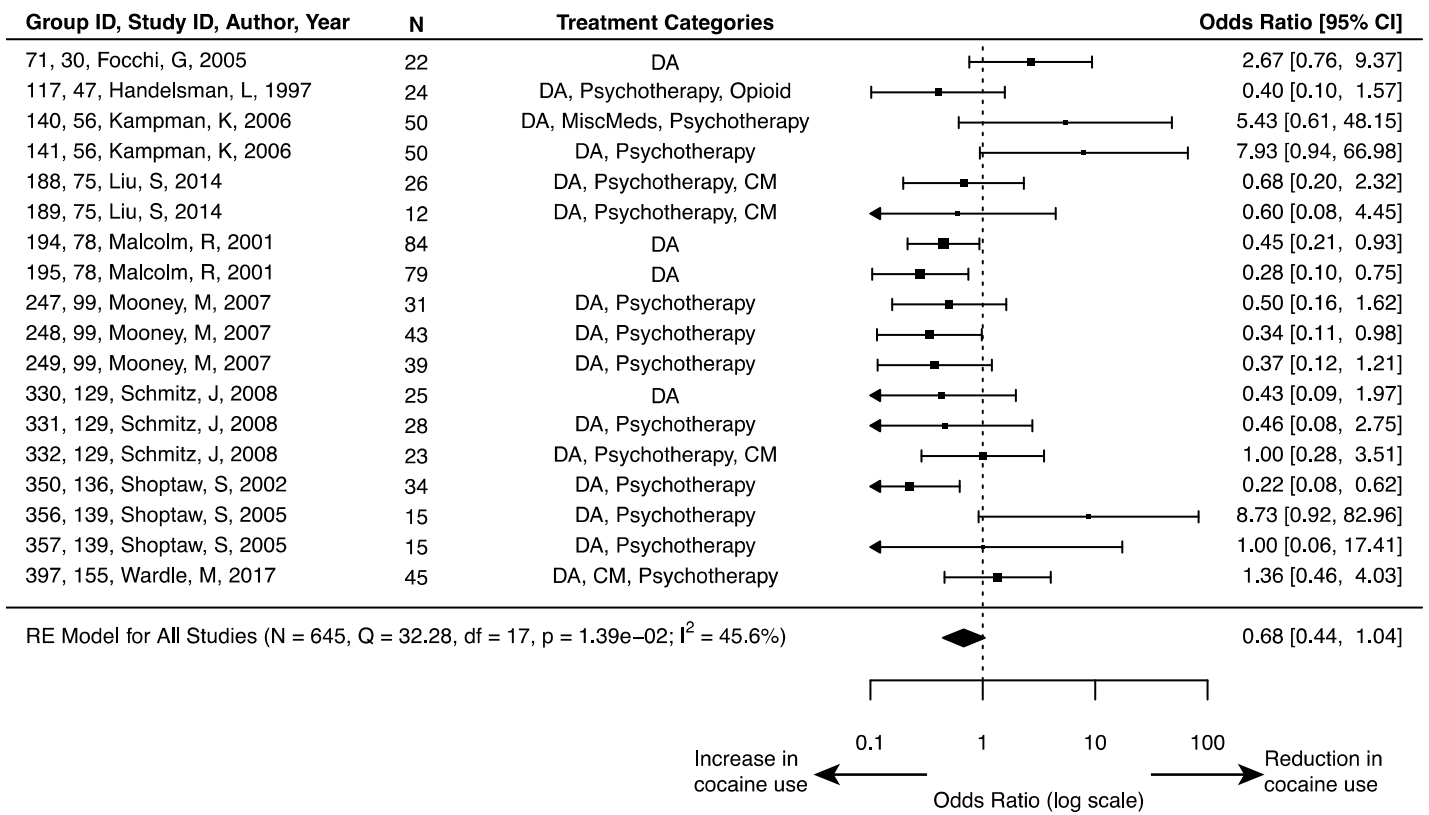 Group ID, Study ID, Author, Year N Treatment Categories Odds Ratio [95% CI]
71, 30, Focchi, G, 2005 22 DA 2.67 [0.76, 9.37]
117, 47, Handelsman, L, 1997 24 DA, Psychotherapy, Opioid 0.40 [0.10, 1.57]
140, 56, Kampman, K, 2006 50 DA, MiscMeds, Psychotherapy 5.43 [0.61, 48.15]
141, 56, Kampman, K, 2006 50 DA, Psychotherapy 7.93 [0.94, 66.98]
188, 75, Liu, S, 2014 26 DA, Psychotherapy, CM 0.68 [0.20, 2.32]
189, 75, Liu, S, 2014 12 DA, Psychotherapy, CM 0.60 [0.08, 4.45]
194, 78, Malcolm, R, 2001 84 DA 0.45 [0.21, 0.93]
195, 78, Malcolm, R, 2001 79 DA 0.28 [0.10, 0.75]
247, 99, Mooney, M, 2007 31 DA, Psychotherapy 0.50 [0.16, 1.62]
248, 99, Mooney, M, 2007 43 DA, Psychotherapy 0.34 [0.11, 0.98]
249, 99, Mooney, M, 2007 39 DA, Psychotherapy 0.37 [0.12, 1.21]
330, 129, Schmitz, J, 2008 25 DA 0.43 [0.09, 1.97]
331, 129, Schmitz, J, 2008 28 DA, Psychotherapy 0.46 [0.08, 2.75]
332, 129, Schmitz, J, 2008 23 DA, Psychotherapy, CM 1.00 [0.28, 3.51]
350, 136, Shoptaw, S, 2002 34 DA, Psychotherapy 0.22 [0.08, 0.62]
356, 139, Shoptaw, S, 2005 15 DA, Psychotherapy 8.73 [0.92, 82.96]
357, 139, Shoptaw, S, 2005 15 DA, Psychotherapy 1.00 [0.06, 17.41]
397, 155, Wardle, M, 2017 45 DA, CM, Psychotherapy 1.36 [0.46, 4.03]
RE Model for All Studies (N = 645, Q = 32.28, df = 17, p = 1.39e−02; I² = 45.6%) 0.68 [0.44, 1.04]
0.1 1 10 100
Increase in Reduction in
cocaine use cocaine use
Odds Ratio (log scale)